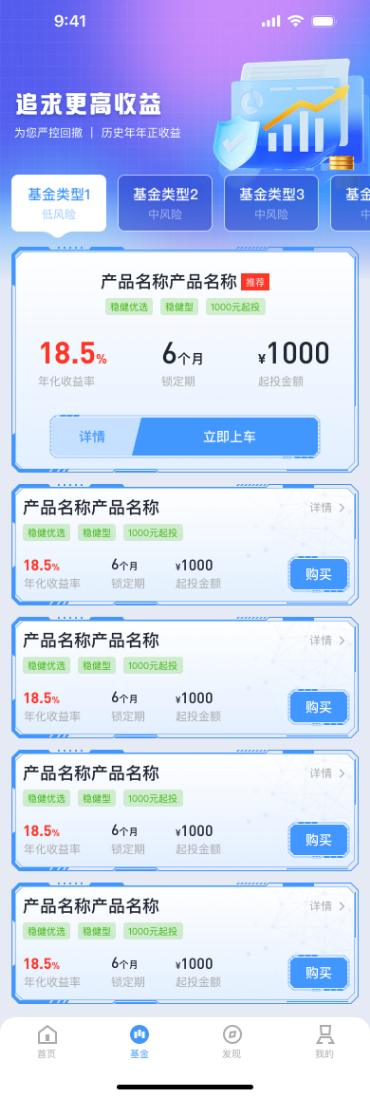 9:41
追求更高收益
为您严控回撤 | 历史年年正收益
基金类型1 基金类型2 基金类型3 基金
低风险 中风险 中风险 中
产品名称产品名称 推荐
稳健优选 稳健型 1000元起投
18.5% 6个月 ¥1000
年化收益率 锁定期 起投金额
详情 立即上车
产品名称产品名称 详情
稳健优选 稳健型 1000元起投
18.5% 6个月 ¥1000
年化收益率 锁定期 起投金额
购买
产品名称产品名称 详情
稳健优选 稳健型 1000元起投
18.5% 6个月 ¥1000
年化收益率 锁定期 起投金额
购买
产品名称产品名称 详情
稳健优选 稳健型 1000元起投
18.5% 6个月 ¥1000
年化收益率 锁定期 起投金额
购买
产品名称产品名称 详情
稳健优选 稳健型 1000元起投
18.5% 6个月 ¥1000
年化收益率 锁定期 起投金额
购买
首页 基金 发现 我的